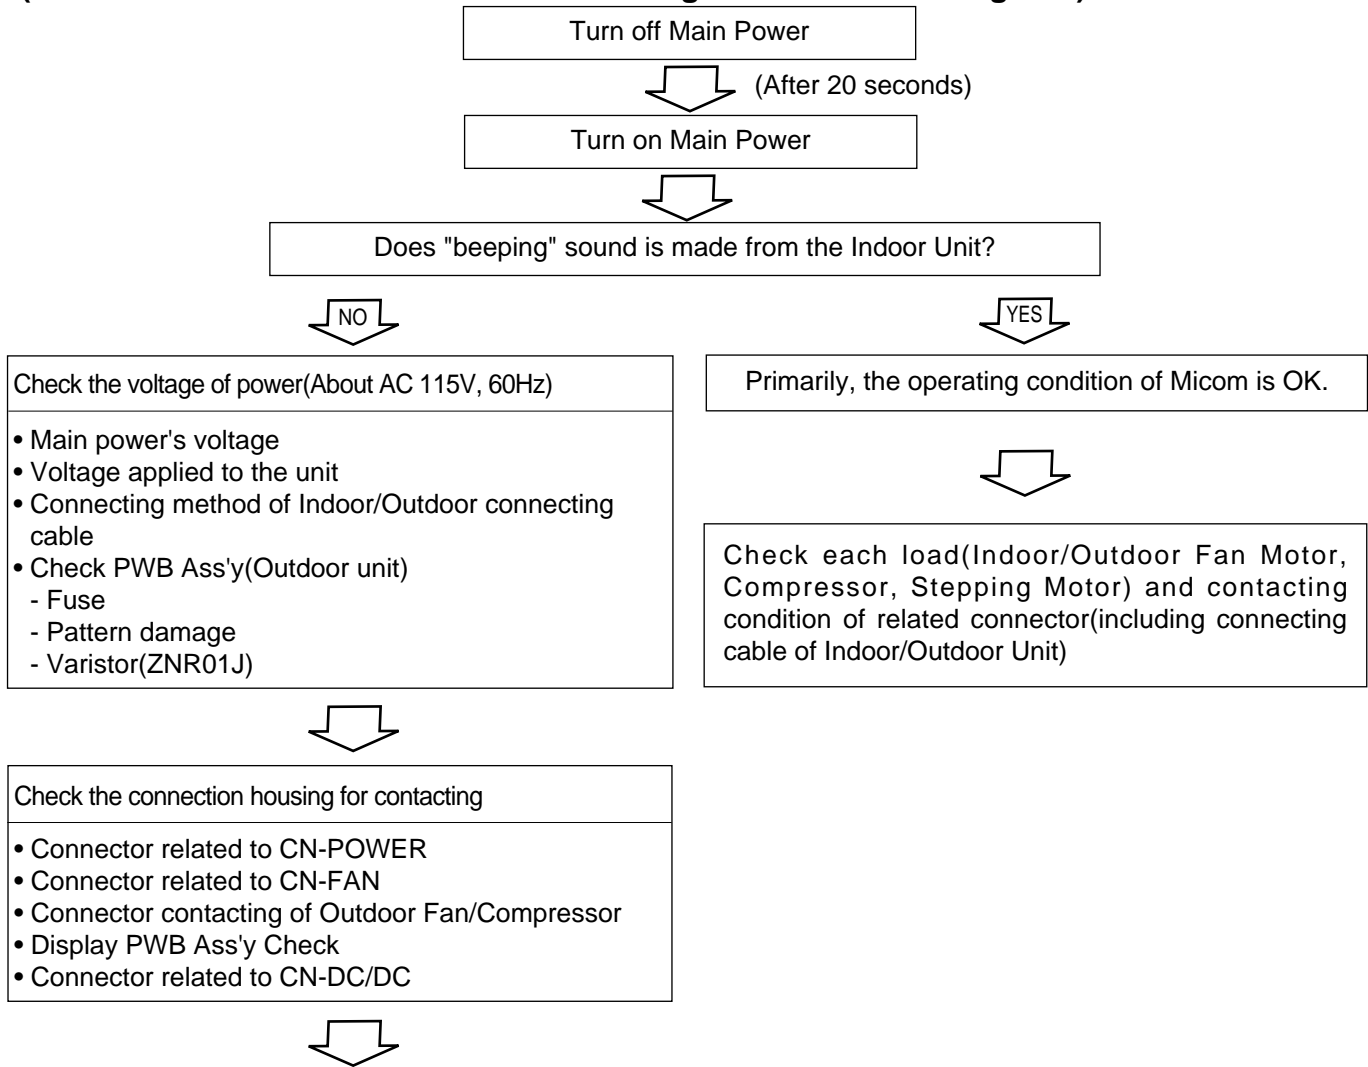 Turn off Main Power
(After 20 seconds)
Turn on Main Power
Does "beeping" sound is made from the Indoor Unit?
NO
YES
Check the voltage of power(About AC 115V, 60Hz)
• Main power's voltage
• Voltage applied to the unit
• Connecting method of Indoor/Outdoor connecting
cable
• Check PWB Ass'y(Outdoor unit)
- Fuse
- Pattern damage
- Varistor(ZNR01J)
Primarily, the operating condition of Micom is OK.
Check each load(Indoor/Outdoor Fan Motor,
Compressor, Stepping Motor) and contacting
condition of related connector(including connecting
cable of Indoor/Outdoor Unit)
Check the connection housing for contacting
• Connector related to CN-POWER
• Connector related to CN-FAN
• Connector contacting of Outdoor Fan/Compressor
• Display PWB Ass'y Check
• Connector related to CN-DC/DC